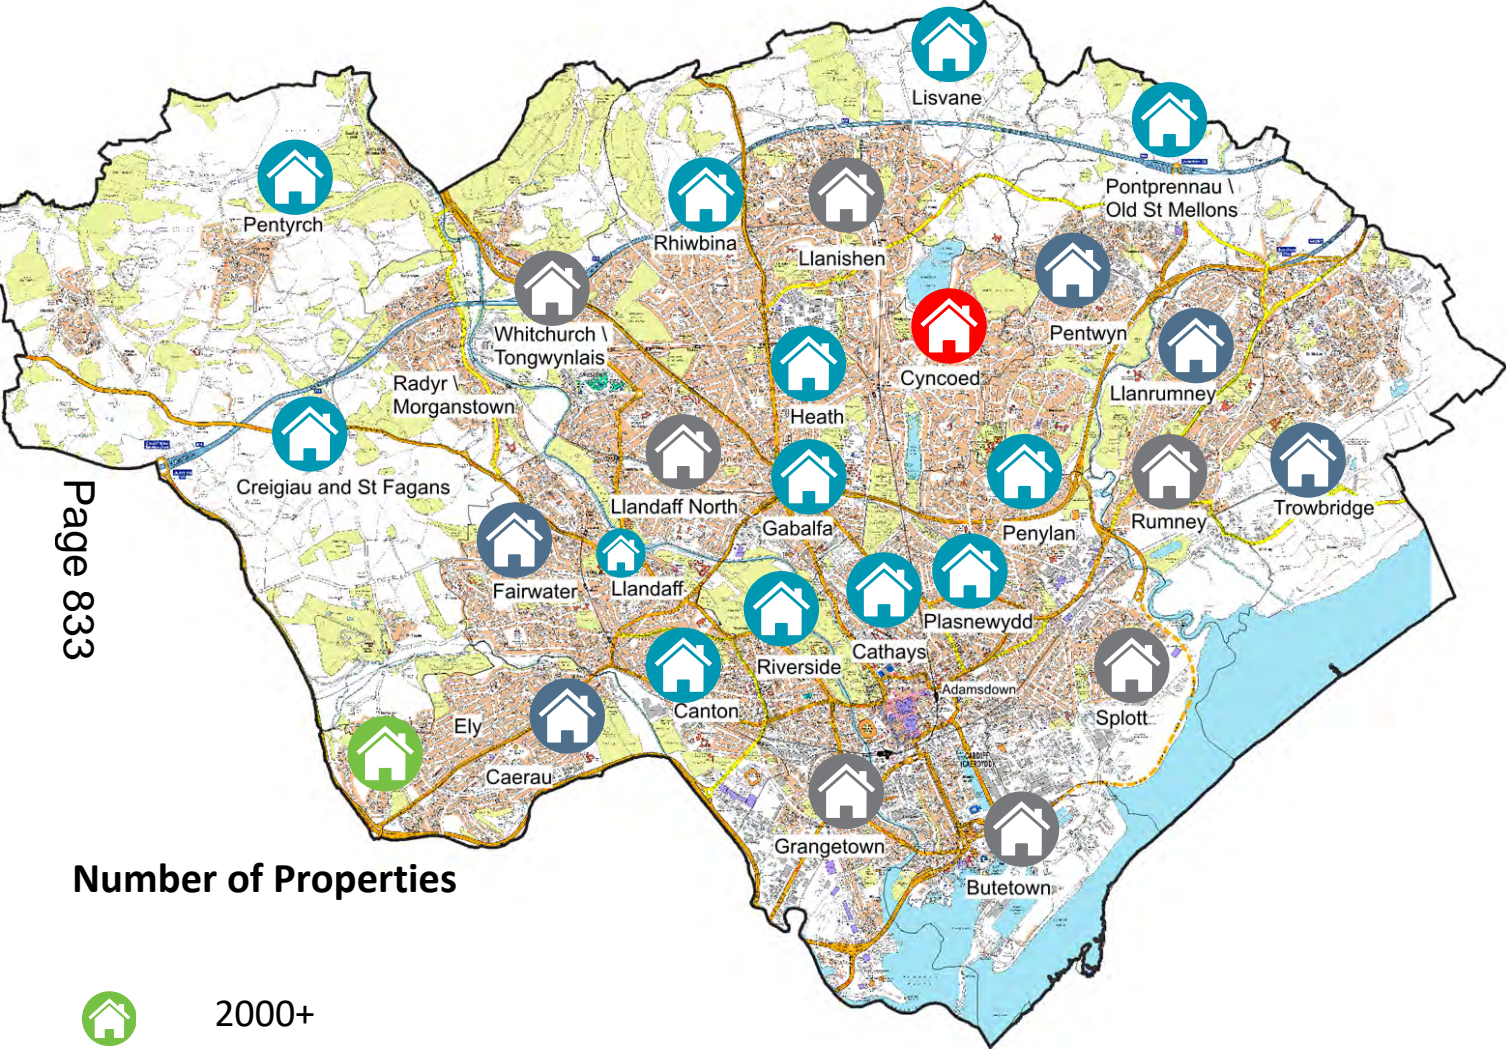 Lisvane
Pentyrch
Pontprennau \
Old St Mellons
Rhiwbina
Llanishen
Whitchurch \
Tongwynlais
Pentwyn
Cyncoed
Llanrumney
Radyr \
Morganstown
Heath
Creigiau and St Fagans
Llandaff North
Gabalfa
Penylan
Rumney
Trowbridge
Page 833
Fairwater
Llandaff
Plasnewydd
Cathays
Riverside
Adamsdown
Canton
Splott
Ely
Caerau
CARDIFF
(CAERDYDD)
Grangetown
Butetown
Number of Properties
2000+